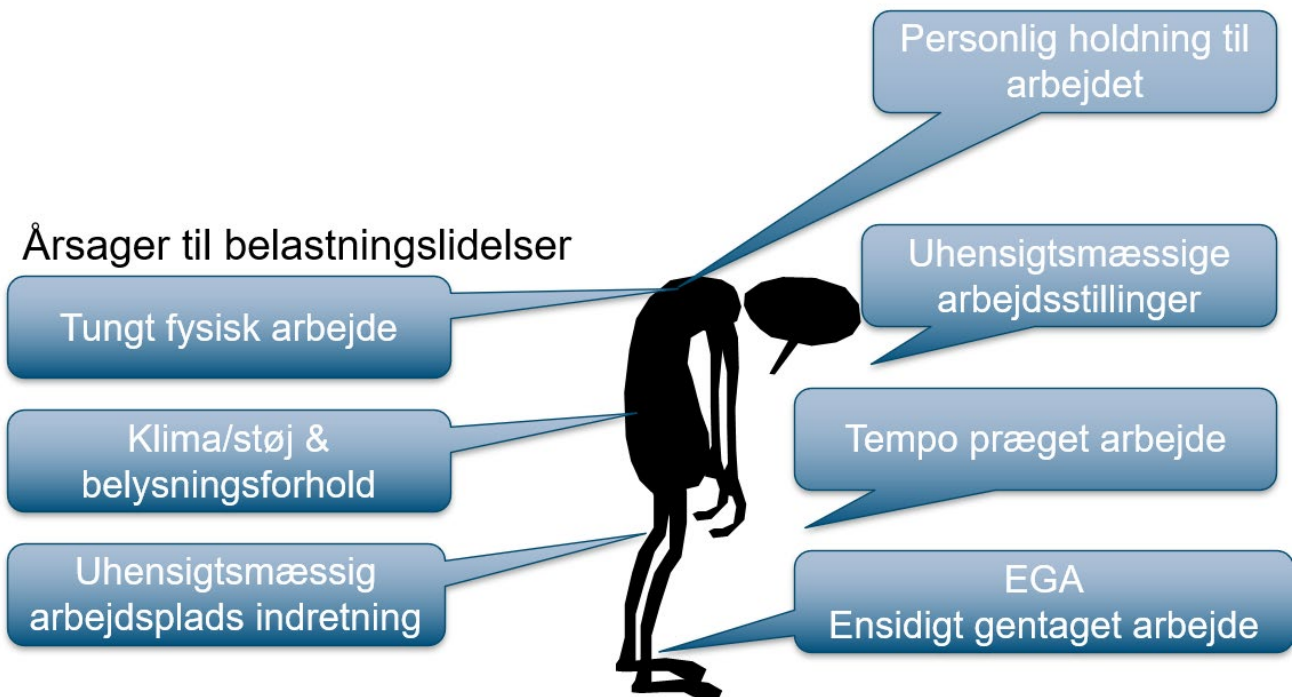 Årsager til belastningslidelser
Tungt fysisk arbejde
Klima/støj &
belysningsforhold
Uhensigtsmæssig
arbejdsplads indretning
Personlig holdning til
arbejdet
Uhensigtsmæssige
arbejdsstillinger
Tempo præget arbejde
EGA
Ensidigt gentaget arbejde